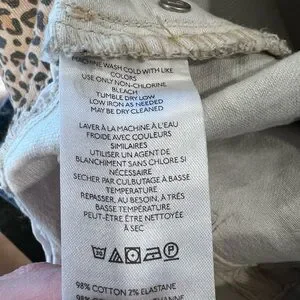 MACHINE WASH COLD WITH LIKE
COLORS
USE ONLY NON-CHLORINE
BLEACH
TUMBLE DRY LOW
LOW IRON AS NEEDED
MAY BE DRY CLEANED
LAVER À LA MACHINE À L'EAU
FROIDE AVEC COULEURS
SIMILAIRES
UTILISER UN AGENT DE
BLANCHIMENT SANS CHLORE SI
NÉCESSAIRE
SECHER PAR CULBUTAGE À BASSE
TEMPERATURE
REPASSER, AU BESOIN, À TRÈS
BASSE TEMPÉRATURE
PEUT-ÊTRE ÊTRE NETTOYÉE
À SEC
98% COTTON 2% ELASTANE